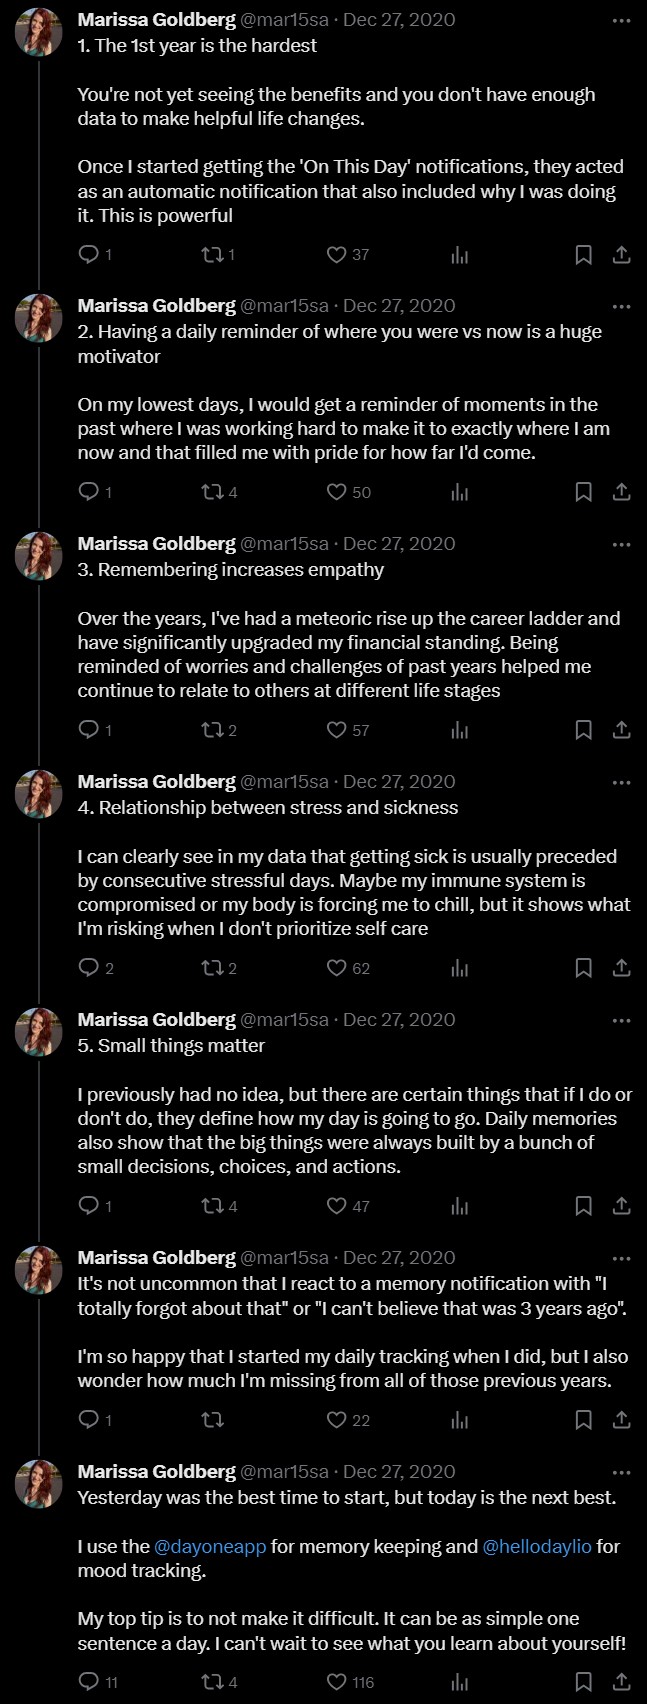 Marissa Goldberg @mar15sa · Dec 27, 2020
1. The 1st year is the hardest
You're not yet seeing the benefits and you don't have enough
data to make helpful life changes.
Once I started getting the 'On This Day' notifications, they acted
as an automatic notification that also included why I was doing
it. This is powerful
1 1 37
Marissa Goldberg @mar15sa · Dec 27, 2020
2. Having a daily reminder of where you were vs now is a huge
motivator
On my lowest days, I would get a reminder of moments in the
past where I was working hard to make it to exactly where I am
now and that filled me with pride for how far I'd come.
1 4 50
Marissa Goldberg @mar15sa · Dec 27, 2020
3. Remembering increases empathy
Over the years, I've had a meteoric rise up the career ladder and
have significantly upgraded my financial standing. Being
reminded of worries and challenges of past years helped me
continue to relate to others at different life stages
1 2 57
Marissa Goldberg @mar15sa · Dec 27, 2020
4. Relationship between stress and sickness
I can clearly see in my data that getting sick is usually preceded
by consecutive stressful days. Maybe my immune system is
compromised or my body is forcing me to chill, but it shows what
I'm risking when I don't prioritize self care
2 2 62
Marissa Goldberg @mar15sa · Dec 27, 2020
5. Small things matter
I previously had no idea, but there are certain things that if I do or
don't do, they define how my day is going to go. Daily memories
also show that the big things were always built by a bunch of
small decisions, choices, and actions.
1 4 47
Marissa Goldberg @mar15sa · Dec 27, 2020
It's not uncommon that I react to a memory notification with "I
totally forgot about that" or "I can't believe that was 3 years ago".
I'm so happy that I started my daily tracking when I did, but I also
wonder how much I'm missing from all of those previous years.
1 22
Marissa Goldberg @mar15sa · Dec 27, 2020
Yesterday was the best time to start, but today is the next best.
I use the @dayoneapp for memory keeping and @hellodaylio for
mood tracking.
My top tip is to not make it difficult. It can be as simple one
sentence a day. I can't wait to see what you learn about yourself!
11 4 116